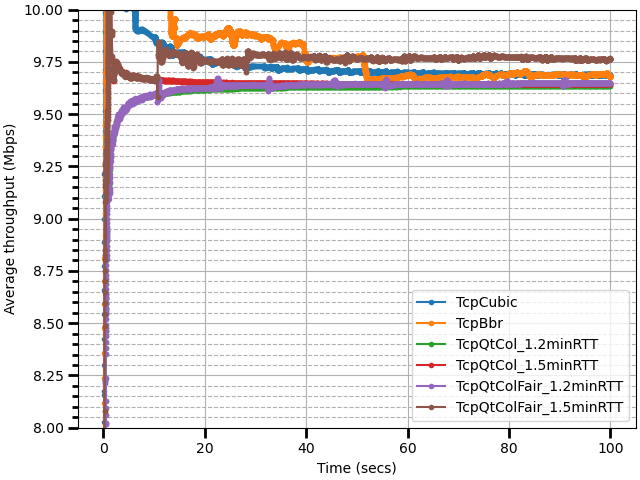 10.00
9.75
9.50
9.25
9.00
8.75
8.50
8.25
8.00
Average throughput (Mbps)
0 20 40 60 80 100
Time (secs)
TcpCubic
TcpBbr
TcpQtCol_1.2minRTT
TcpQtCol_1.5minRTT
TcpQtColFair_1.2minRTT
TcpQtColFair_1.5minRTT